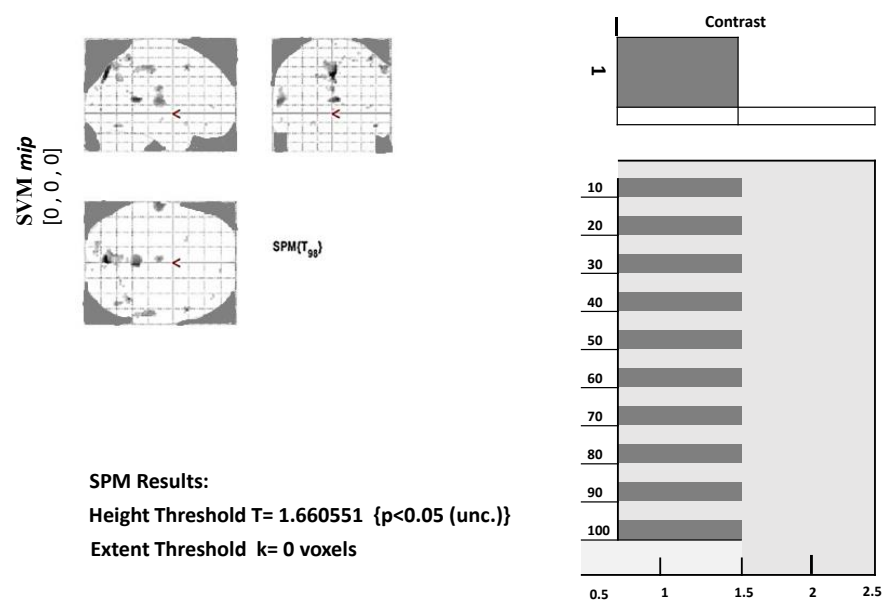 SVM mip
[0 , 0 , 0]
<
<
<
SPM{T98}
SPM Results:
Height Threshold T= 1.660551 {p<0.05 (unc.)}
Extent Threshold k= 0 voxels
Contrast
1
10
20
30
40
50
60
70
80
90
100
0.5 1 1.5 2 2.5